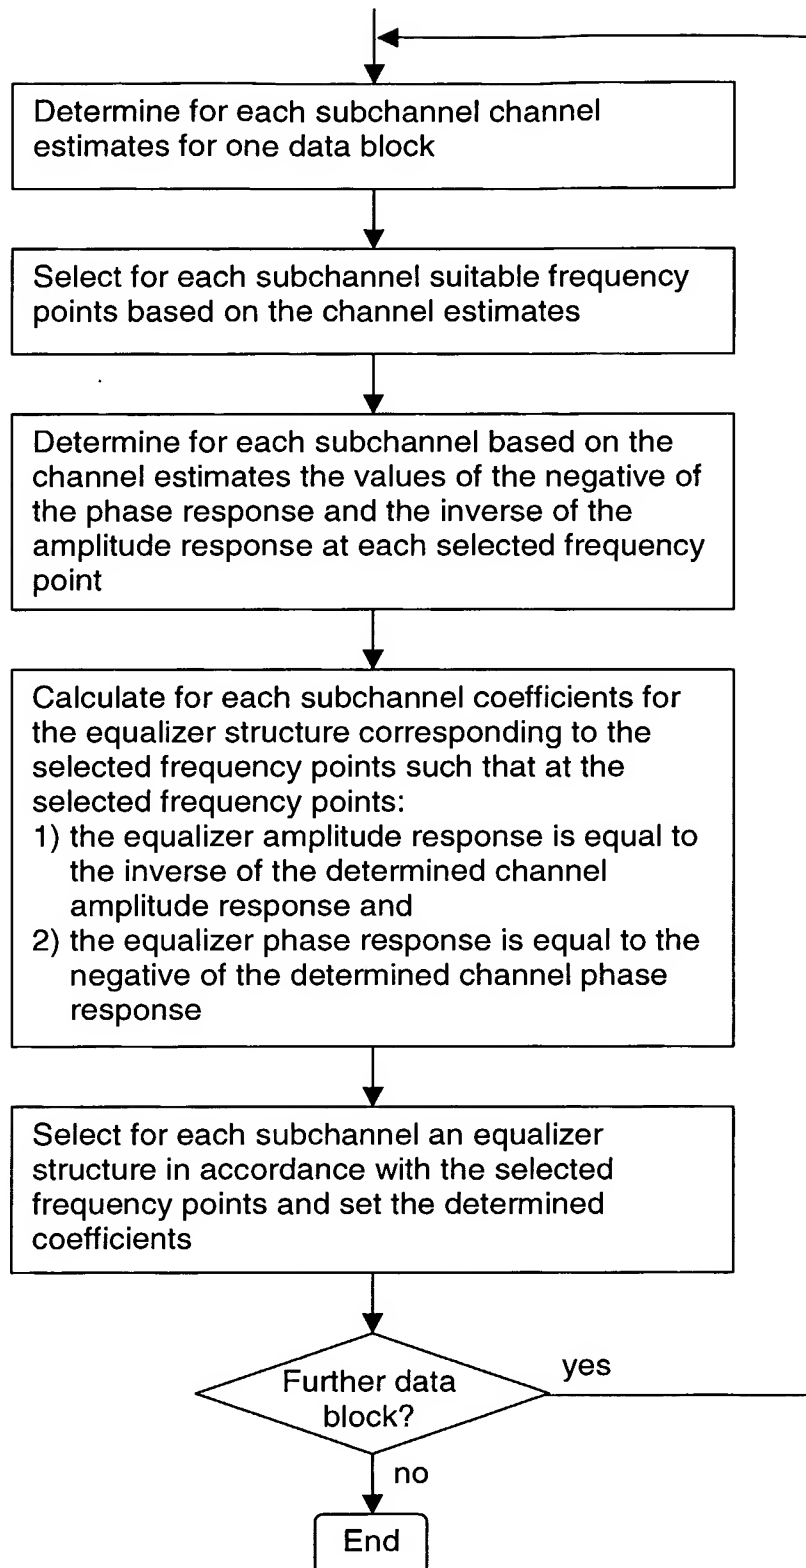 Determine for each subchannel channel
estimates for one data block
Select for each subchannel suitable frequency
points based on the channel estimates
Determine for each subchannel based on the
channel estimates the values of the negative of
the phase response and the inverse of the
amplitude response at each selected frequency
point
Calculate for each subchannel coefficients for
the equalizer structure corresponding to the
selected frequency points such that at the
selected frequency points:
1) the equalizer amplitude response is equal to
the inverse of the determined channel
amplitude response and
2) the equalizer phase response is equal to the
negative of the determined channel phase
response
Select for each subchannel an equalizer
structure in accordance with the selected
frequency points and set the determined
coefficients
Further data
block?
yes
no
End